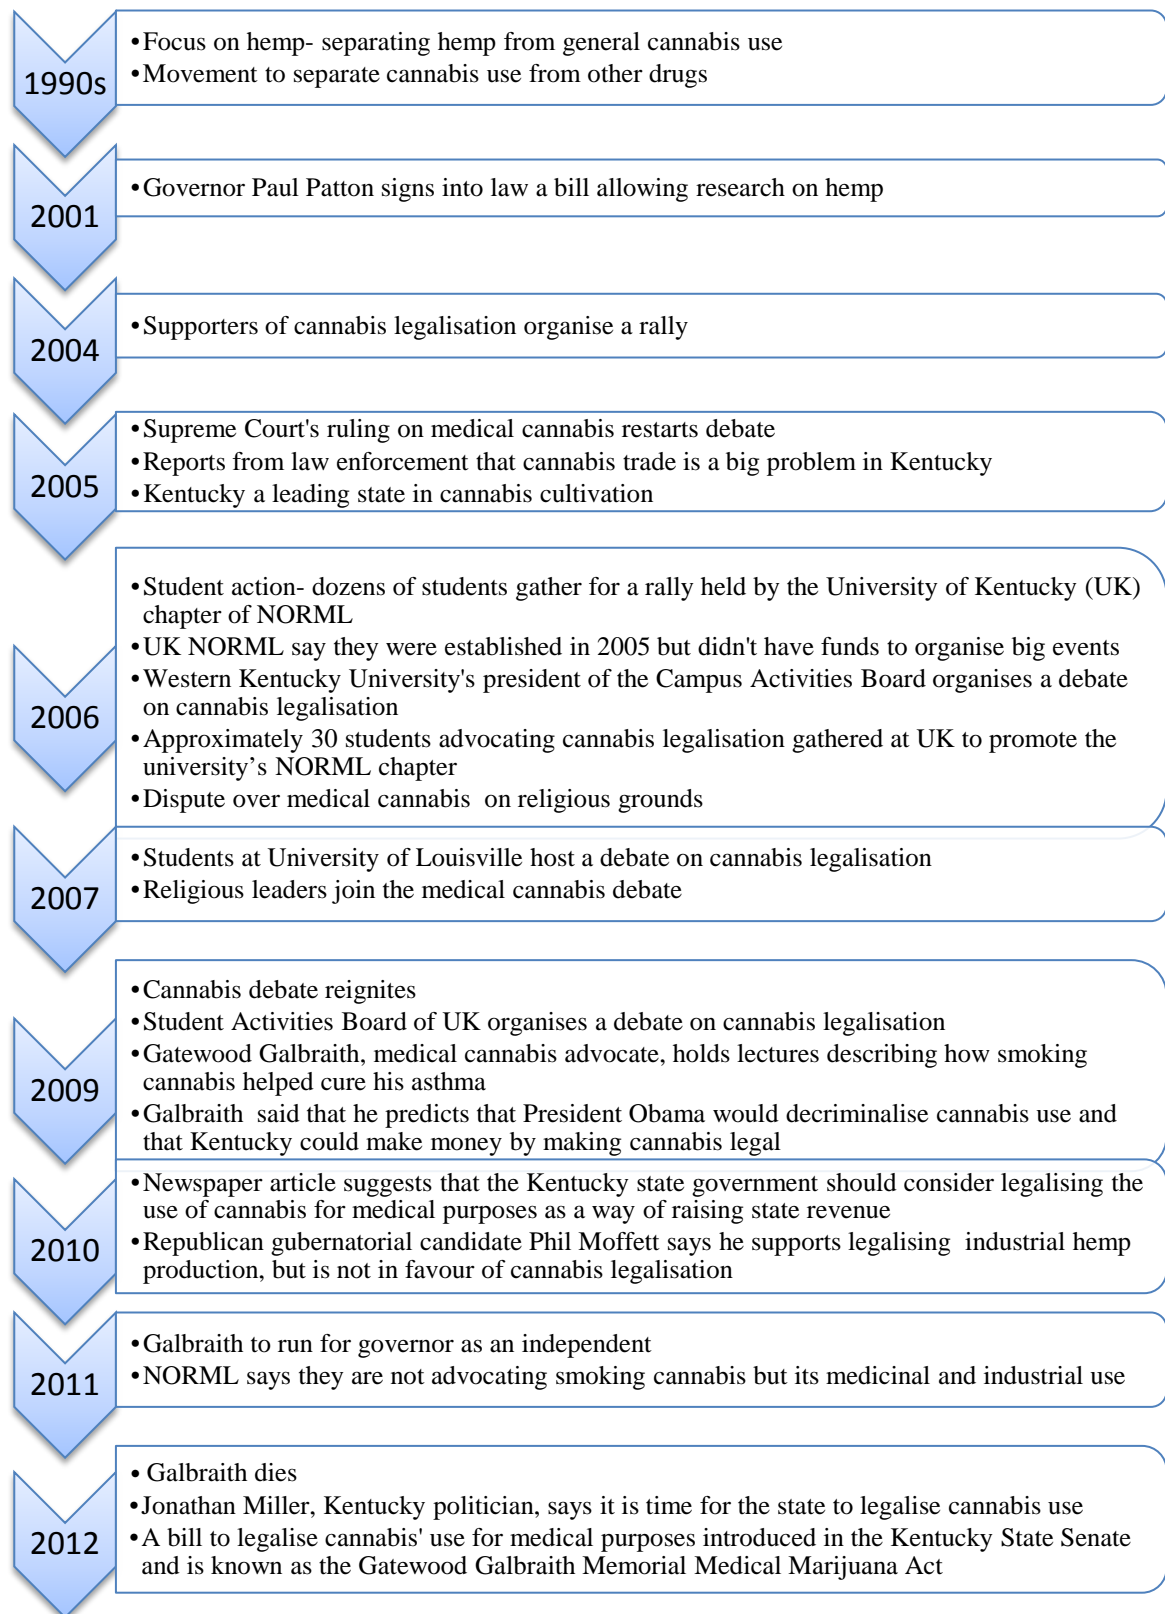 1990s
•Focus on hemp- separating hemp from general cannabis use
•Movement to separate cannabis use from other drugs
2001
•Governor Paul Patton signs into law a bill allowing research on hemp
2004
•Supporters of cannabis legalisation organise a rally
2005
•Supreme Court's ruling on medical cannabis restarts debate
•Reports from law enforcement that cannabis trade is a big problem in Kentucky
•Kentucky a leading state in cannabis cultivation
2006
•Student action- dozens of students gather for a rally held by the University of Kentucky (UK)
chapter of NORML
•UK NORML say they were established in 2005 but didn't have funds to organise big events
•Western Kentucky University's president of the Campus Activities Board organises a debate
on cannabis legalisation
•Approximately 30 students advocating cannabis legalisation gathered at UK to promote the
university’s NORML chapter
•Dispute over medical cannabis on religious grounds
2007
•Students at University of Louisville host a debate on cannabis legalisation
•Religious leaders join the medical cannabis debate
2009
•Cannabis debate reignites
•Student Activities Board of UK organises a debate on cannabis legalisation
•Gatewood Galbraith, medical cannabis advocate, holds lectures describing how smoking
cannabis helped cure his asthma
•Galbraith said that he predicts that President Obama would decriminalise cannabis use and
that Kentucky could make money by making cannabis legal
2010
•Newspaper article suggests that the Kentucky state government should consider legalising the
use of cannabis for medical purposes as a way of raising state revenue
•Republican gubernatorial candidate Phil Moffett says he supports legalising industrial hemp
production, but is not in favour of cannabis legalisation
2011
•Galbraith to run for governor as an independent
•NORML says they are not advocating smoking cannabis but its medicinal and industrial use
2012
• Galbraith dies
•Jonathan Miller, Kentucky politician, says it is time for the state to legalise cannabis use
•A bill to legalise cannabis' use for medical purposes introduced in the Kentucky State Senate
and is known as the Gatewood Galbraith Memorial Medical Marijuana Act